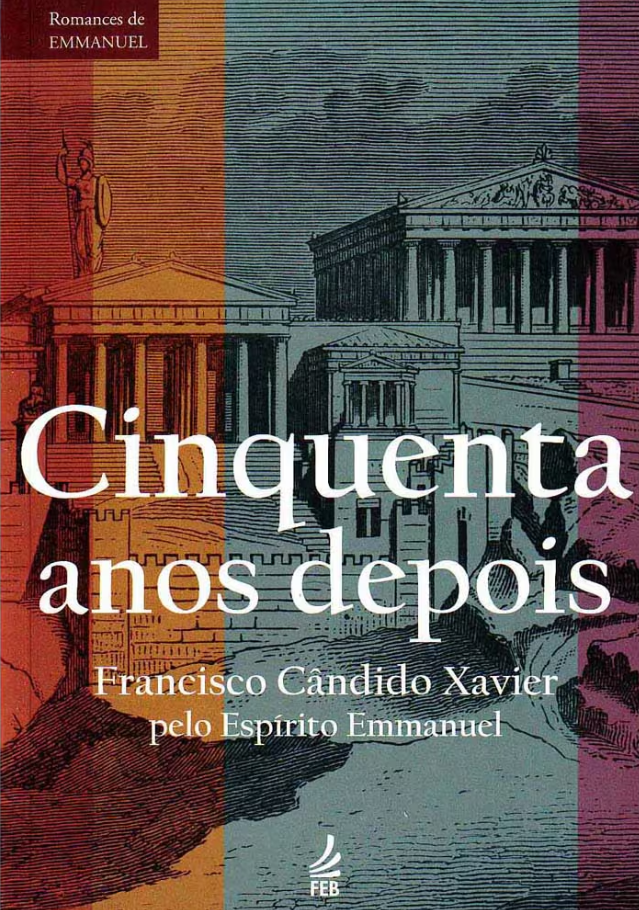 Romances de
EMMANUEL
Cinquenta
anos depois
Francisco Cândido Xavier
pelo Espírito Emmanuel
FEB